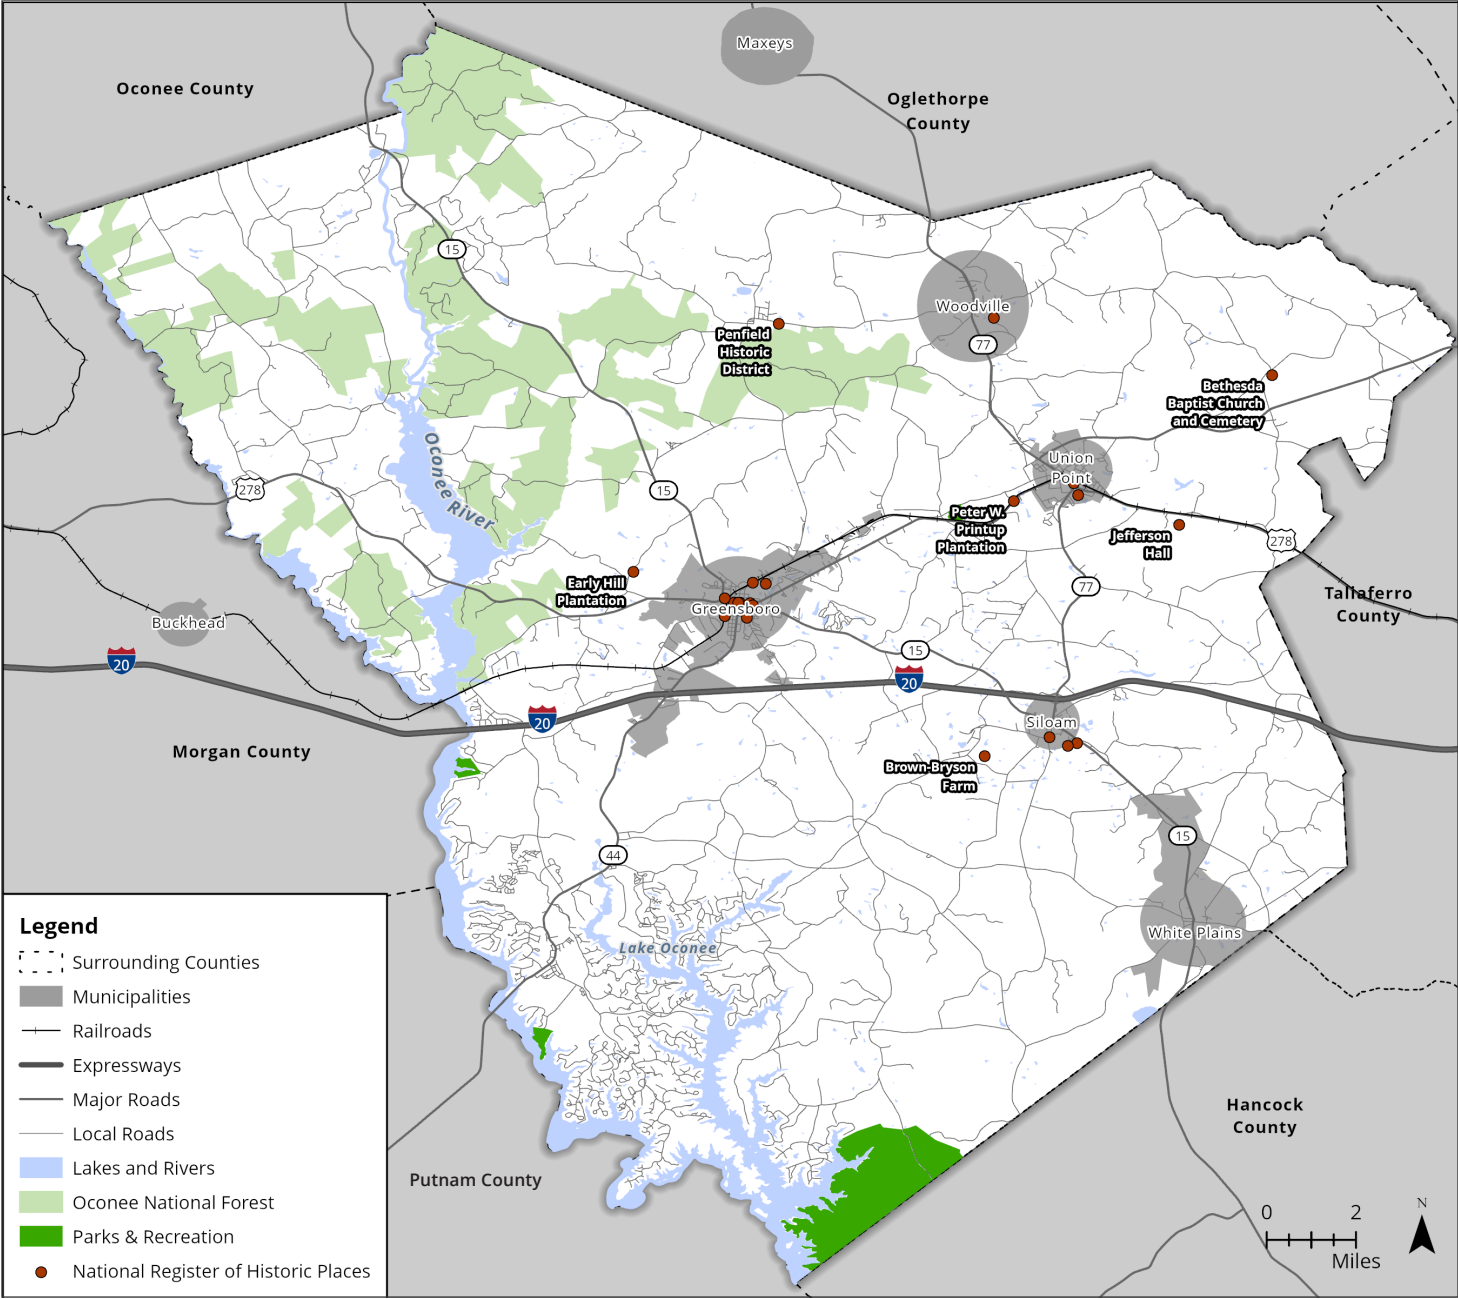 Maxeys
Oconee County
Oglethorpe
County
15
Woodville
77
Penfield
Historic
District
Bethesda
Baptist Church
and Cemetery
Oconee River
Union
Point
278
15
Peter W.
Printup
Plantation
Jefferson
Hall
278
Early Hill
Plantation
77
Tallaferro
County
Greensboro
Buckhead
15
20
20
20
Siloam
Morgan County
Brown-Bryson
Farm
15
44
White Plains
Lake Oconee
Hancock
County
Putnam County
Legend
Surrounding Counties
Municipalities
Railroads
Expressways
Major Roads
Local Roads
Lakes and Rivers
Oconee National Forest
Parks & Recreation
National Register of Historic Places
0 2
Miles
N